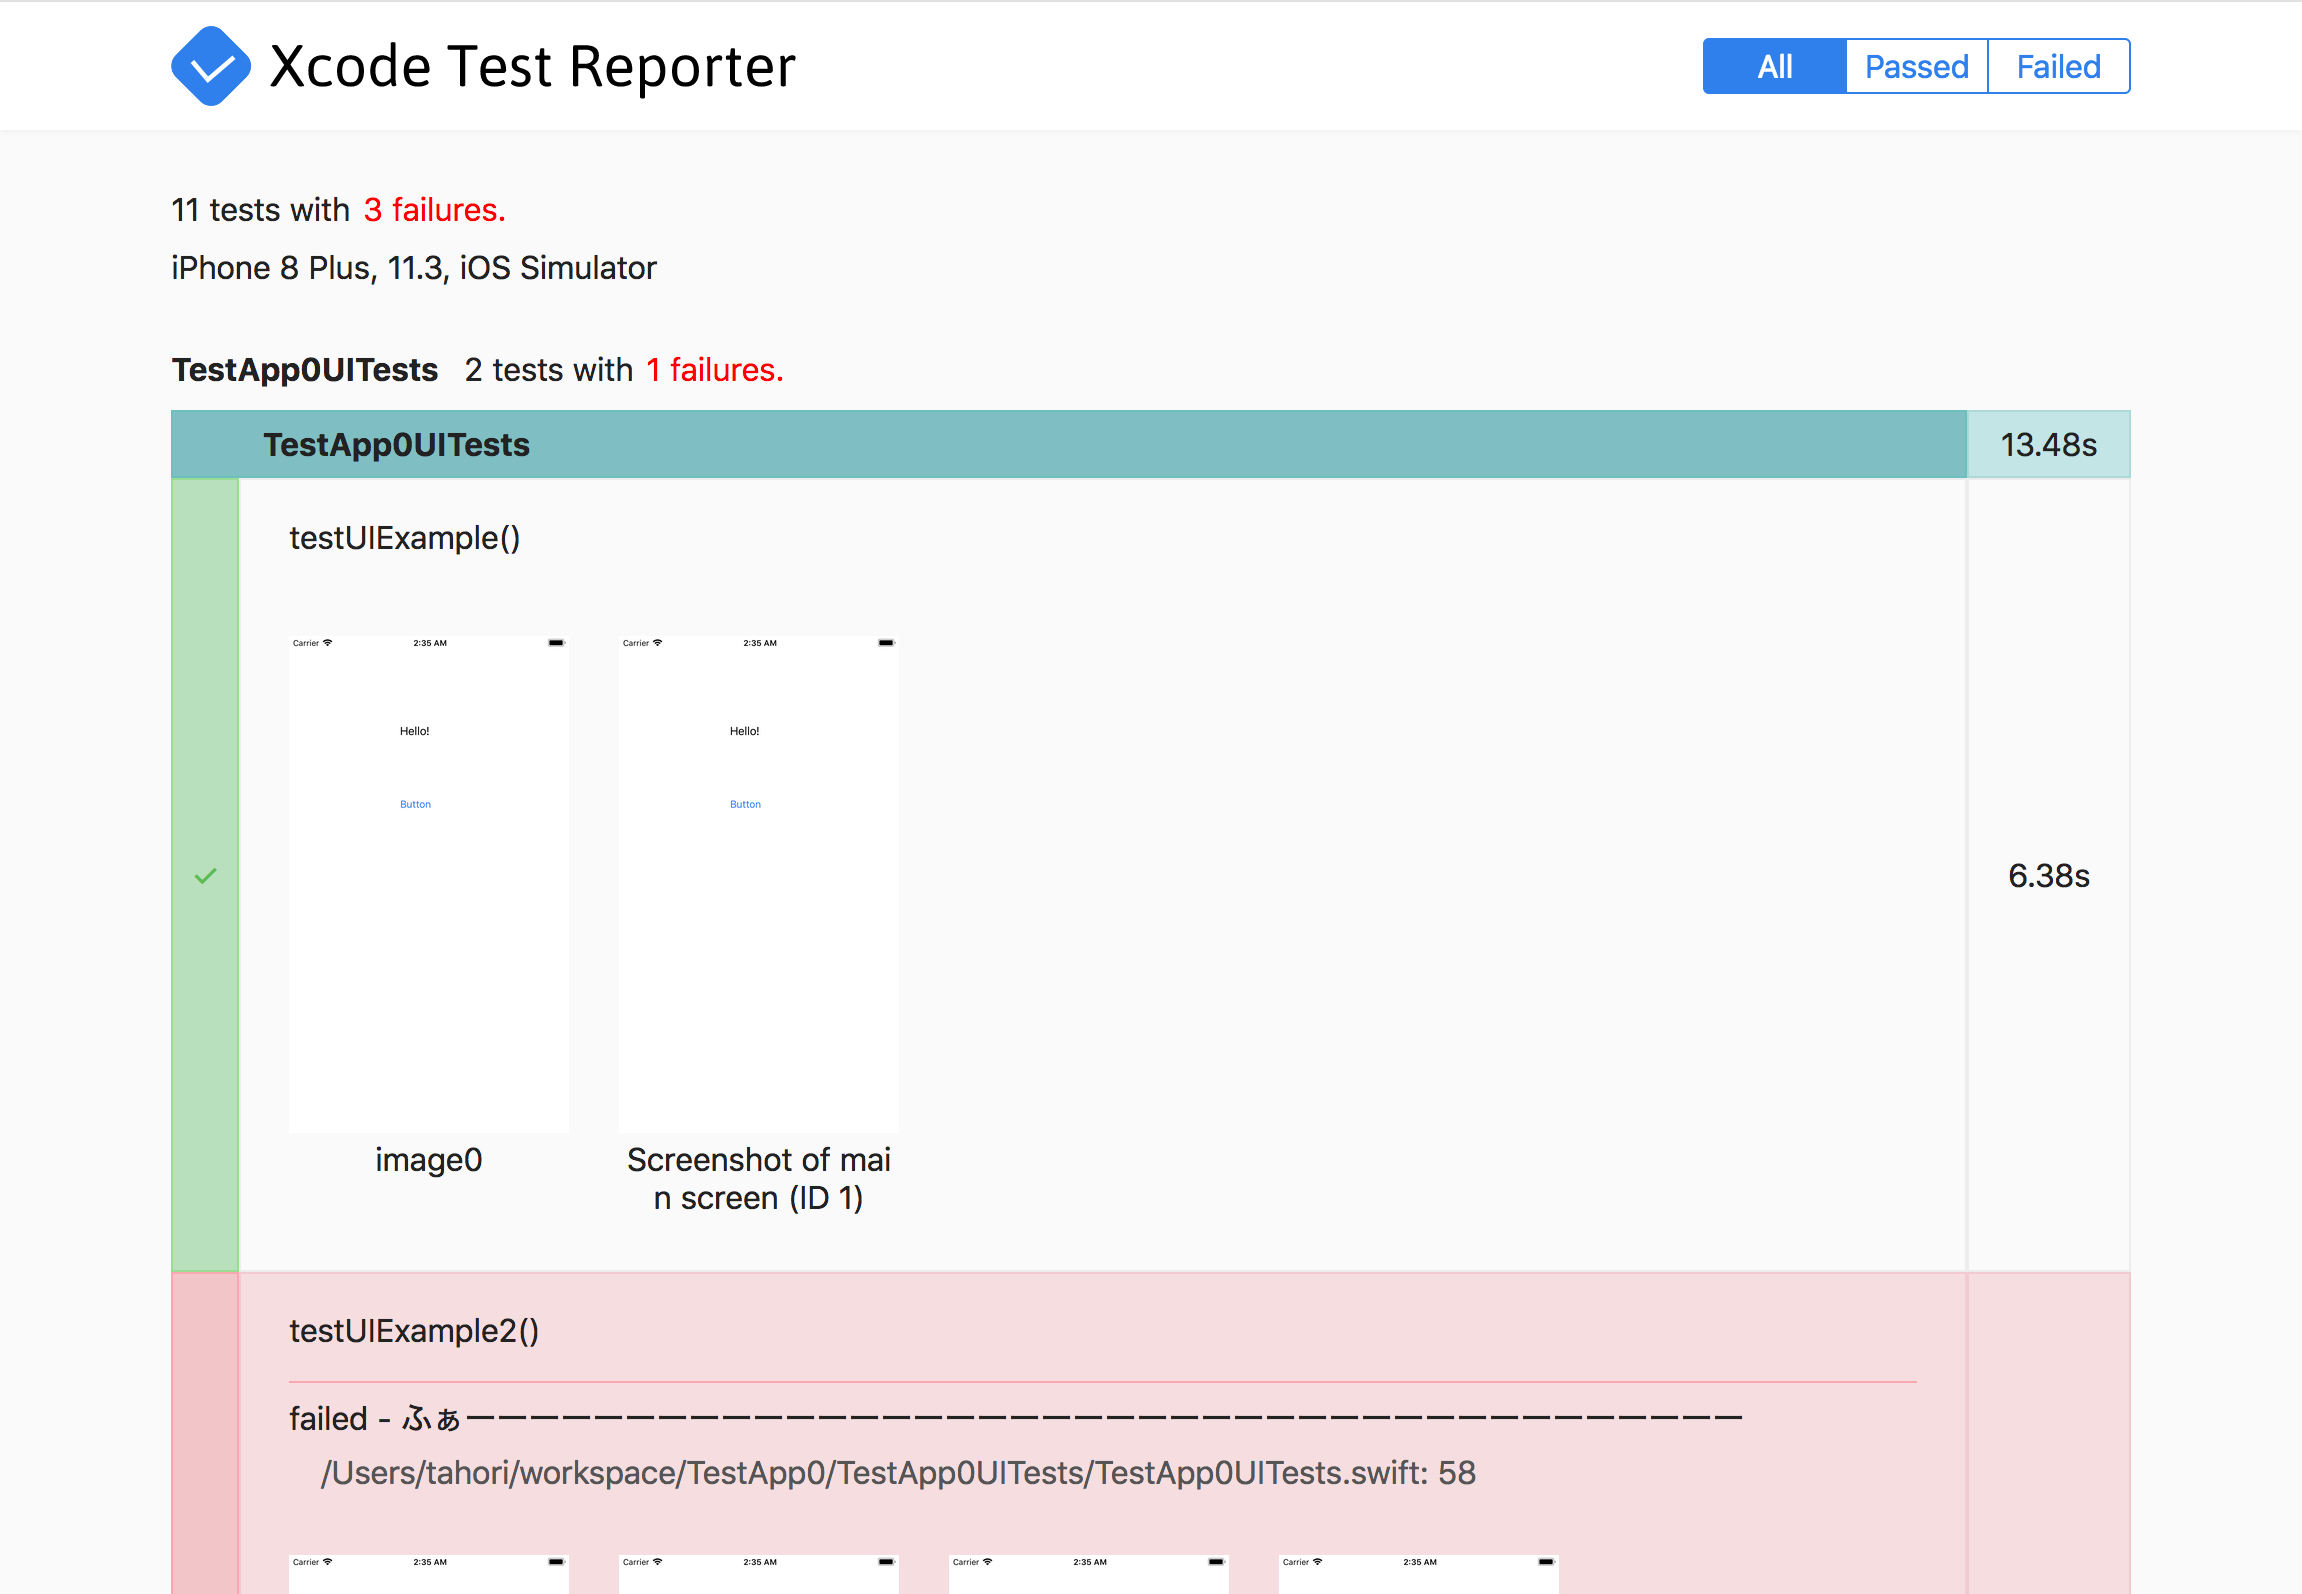 Xcode Test Reporter
All Passed Failed
11 tests with 3 failures.
iPhone 8 Plus, 11.3, iOS Simulator
TestApp0UITests 2 tests with 1 failures.
TestApp0UITests 13.48s
testUIExample()
Carrier 2:35 AM
Hello!
Button
image0
Carrier 2:35 AM
Hello!
Button
Screenshot of mai
n screen (ID 1)
6.38s
testUIExample2()
failed - ふぁーーーーーーーーーーーーーーーーーーーーーーーーーーーーーーーーーーーーーーーー
/Users/tahori/workspace/TestApp0/TestApp0UITests/TestApp0UITests.swift: 58
Carrier 2:35 AM
Carrier 2:35 AM
Carrier 2:35 AM
Carrier 2:35 AM